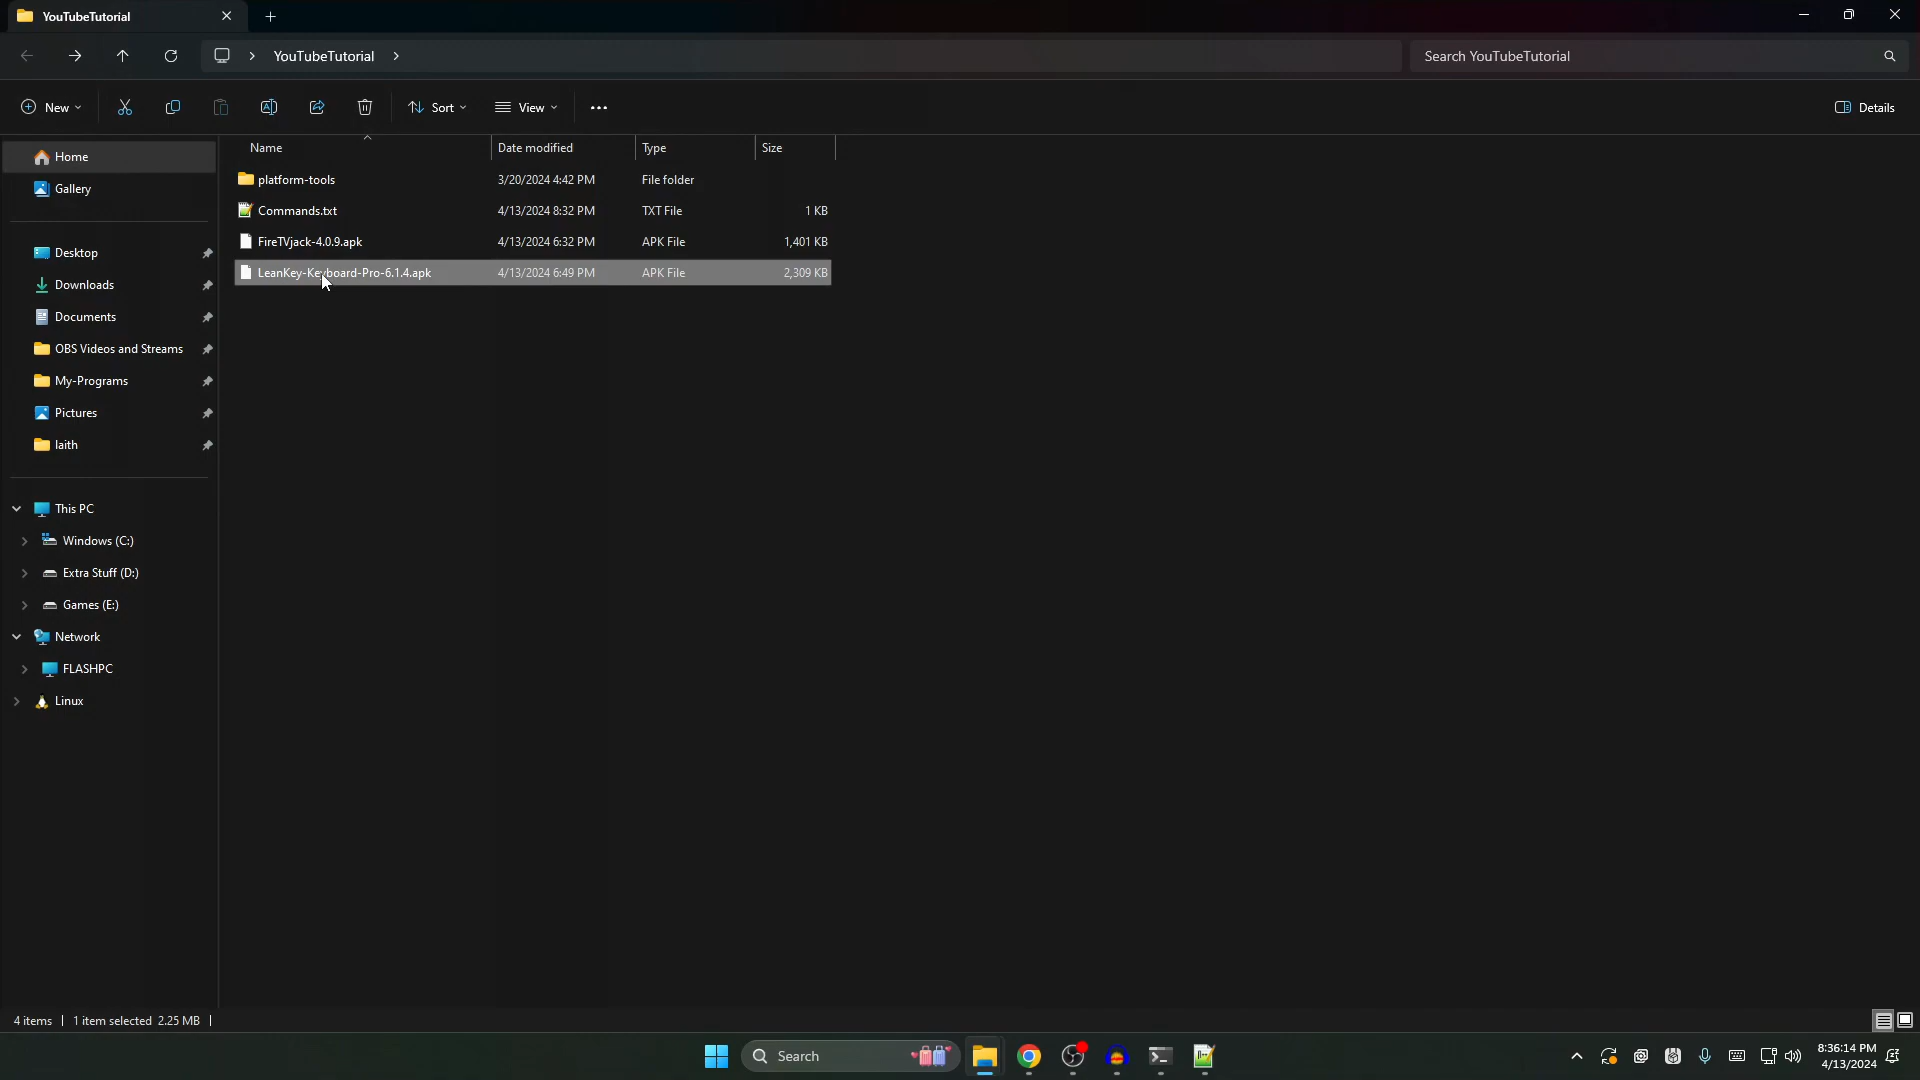 YouTubeTutorial
YouTubeTutorial
Search YouTubeTutorial
New
Sort
View
Details
Home
Gallery
Desktop
Downloads
Documents
OBS Videos and Streams
My-Programs
Pictures
laith
This PC
Windows (C:)
Extra Stuff (D:)
Games (E:)
Network
FLASHPC
Linux
Name Date modified Type Size
platform-tools 3/20/2024 4:42 PM File folder
Commands.txt 4/13/2024 8:32 PM TXT File 1 KB
FireTVjack-4.0.9.apk 4/13/2024 6:32 PM APK File 1,401 KB
LeanKey-Keyboard-Pro-6.1.4.apk 4/13/2024 6:49 PM APK File 2,309 KB
4 items 1 item selected 2.25 MB
Search
8:36:14 PM
4/13/2024